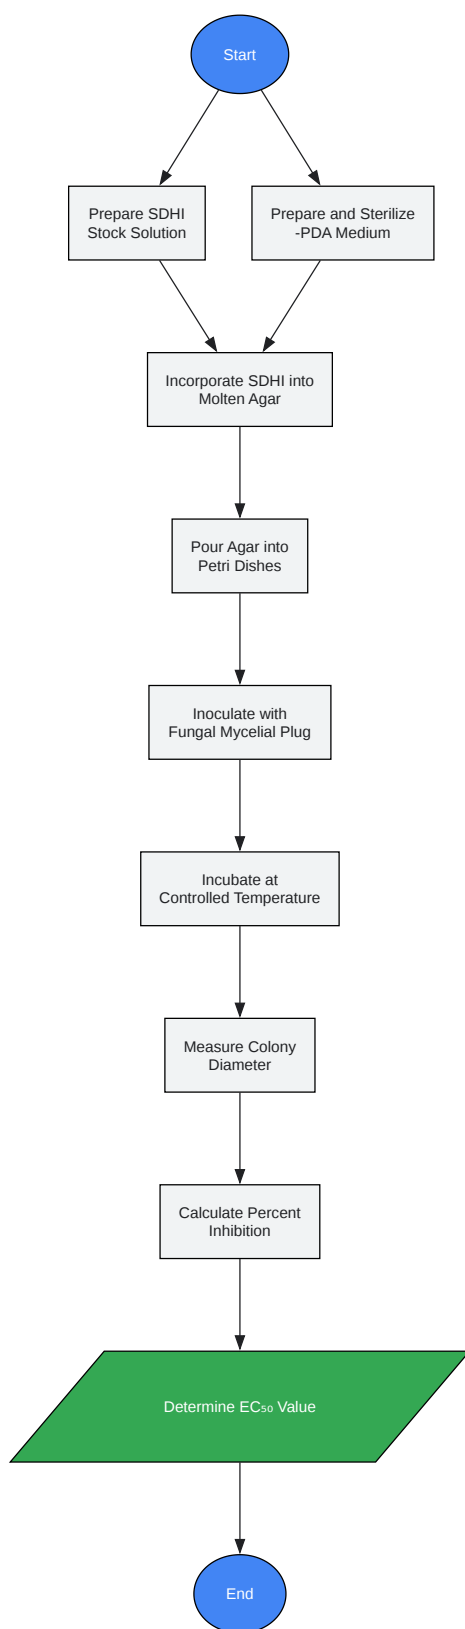 Start
Prepare SDHI
Stock Solution
Prepare and Sterilize
-PDA Medium
Incorporate SDHI into
Molten Agar
Pour Agar into
Petri Dishes
Inoculate with
Fungal Mycelial Plug
Incubate at
Controlled Temperature
Measure Colony
Diameter
Calculate Percent
Inhibition
Determine EC₅₀ Value
End